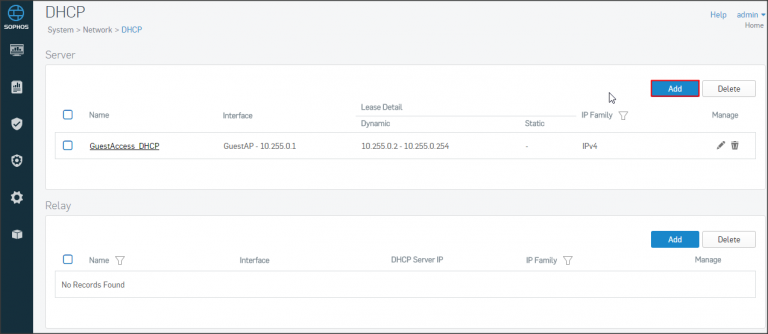 SOPHOS
DHCP
System > Network > DHCP
Help admin
Home
Server
Add Delete
Name Interface Lease Detail IP Family Manage
Dynamic Static
GuestAccess_DHCP GuestAP - 10.255.0.1 10.255.0.2 - 10.255.0.254 - IPv4
Relay
Add Delete
Name Interface DHCP Server IP IP Family Manage
No Records Found